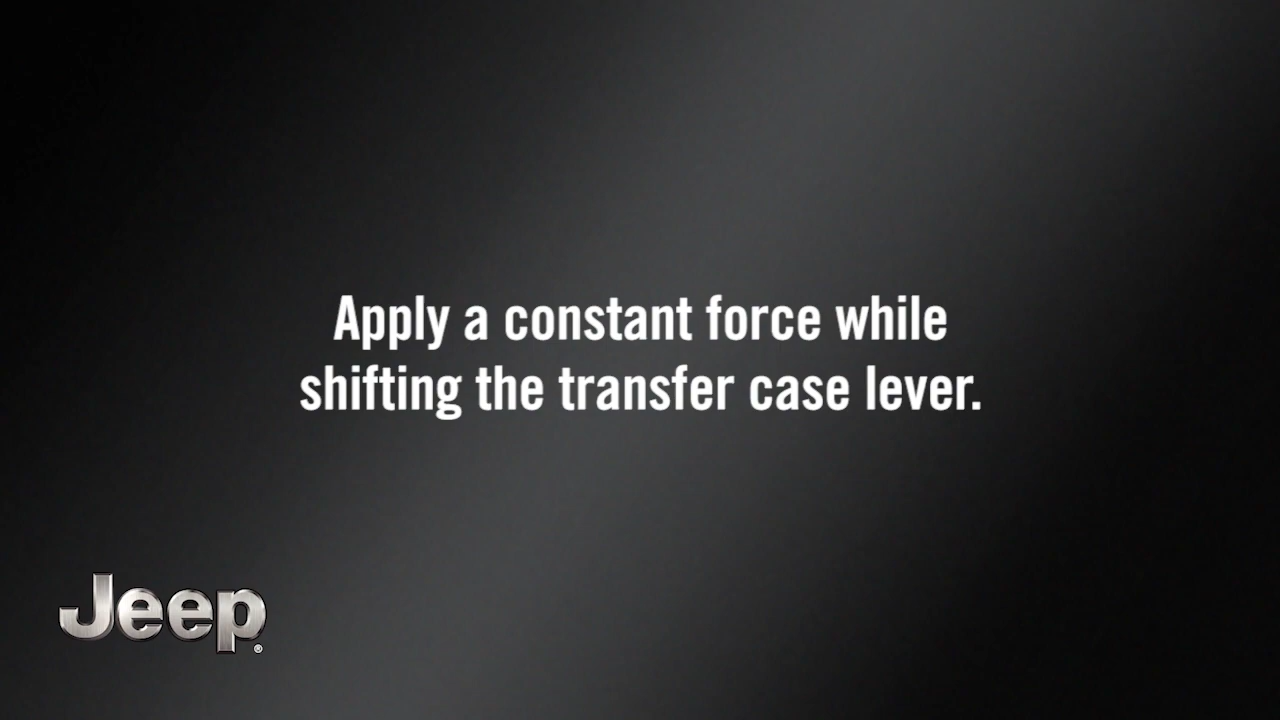 Apply a constant force while
shifting the transfer case lever.
Jeep®